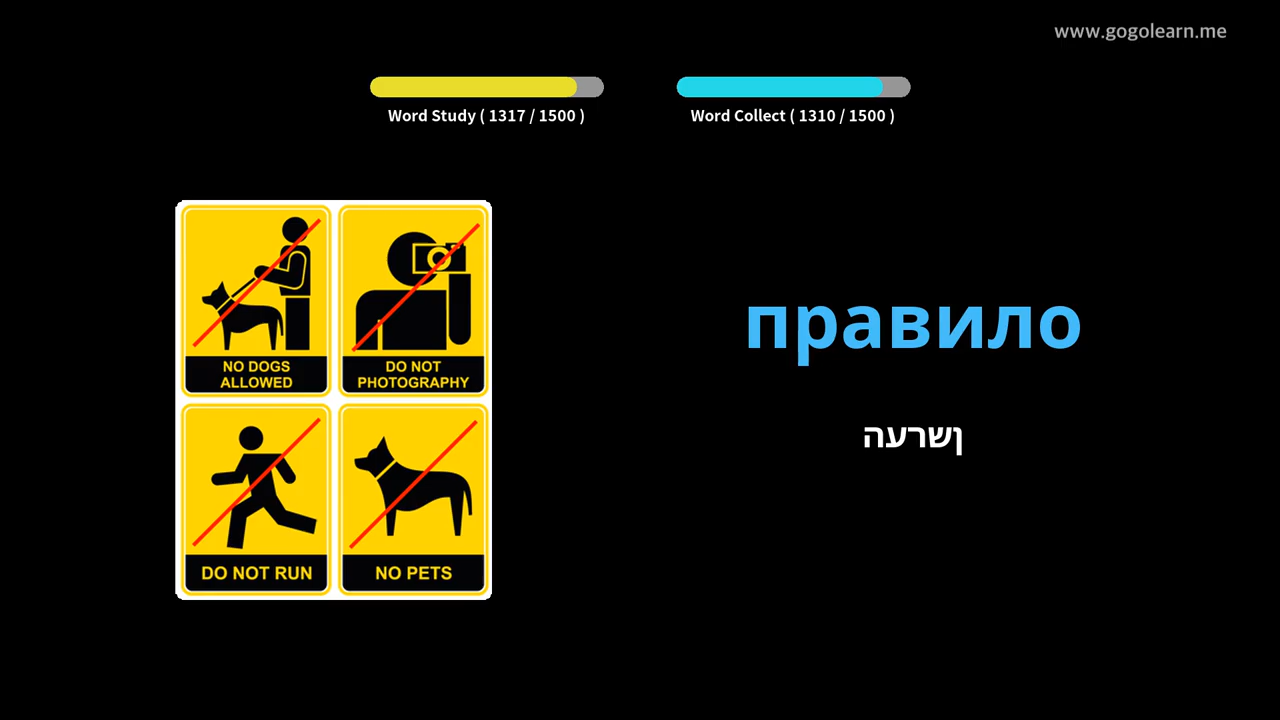 www.gogolearn.me
Word Study ( 1317 / 1500 )
Word Collect ( 1310 / 1500 )
NO DOGS
ALLOWED
DO NOT
PHOTOGRAPHY
DO NOT RUN
NO PETS
правило
ןשרעה